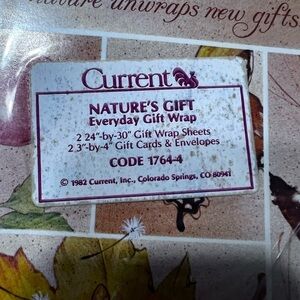 nature unwraps new gifts
Current
NATURE'S GIFT
Everyday Gift Wrap
2 24"-by-30" Gift Wrap Sheets
2 3"-by-4" Gift Cards & Envelopes
CODE 1764-4
© 1982 Current, Inc., Colorado Springs, CO 80941